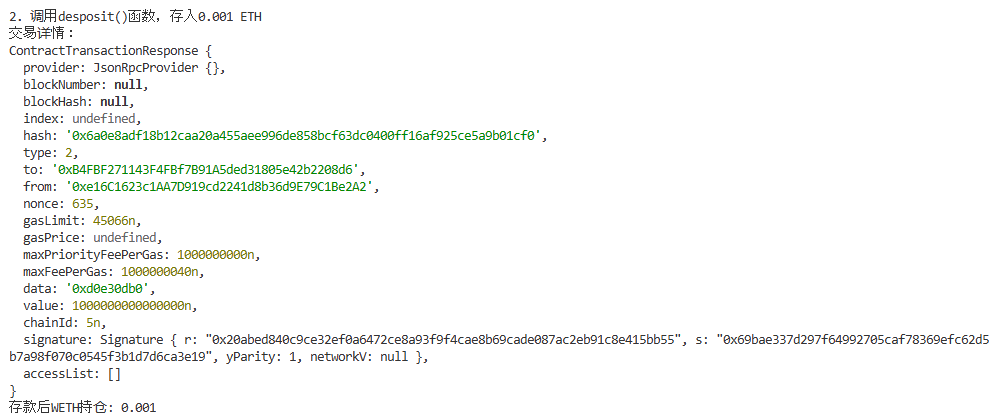 2. 调用desposit()函数，存入0.001 ETH
交易详情：
ContractTransactionResponse {
  provider: JsonRpcProvider {},
  blockNumber: null,
  blockHash: null,
  index: undefined,
  hash: '0x6a0e8adf18b12caa20a455aee996de858bcf63dc0400ff16af925ce5a9b01cf0',
  type: 2,
  to: '0xB4FBF271143F4FBf7B91A5ded31805e42b2208d6',
  from: '0xe16C1623c1AA7D919cd2241d8b36d9E79C1Be2A2',
  nonce: 635,
  gasLimit: 45066n,
  gasPrice: undefined,
  maxPriorityFeePerGas: 1000000000n,
  maxFeePerGas: 1000000040n,
  data: '0xd0e30db0',
  value: 1000000000000000n,
  chainId: 5n,
  signature: Signature { r: "0x20abed840c9ce32ef0a6472ce8a93f9f4cae8b69cade087ac2eb91c8e415bb55", s: "0x69bae337d297f64992705caf78369efc62d5
b7a98f070c0545f3b1d7d6ca3e19", yParity: 1, networkV: null },
  accessList: []
}
存款后WETH持仓: 0.001